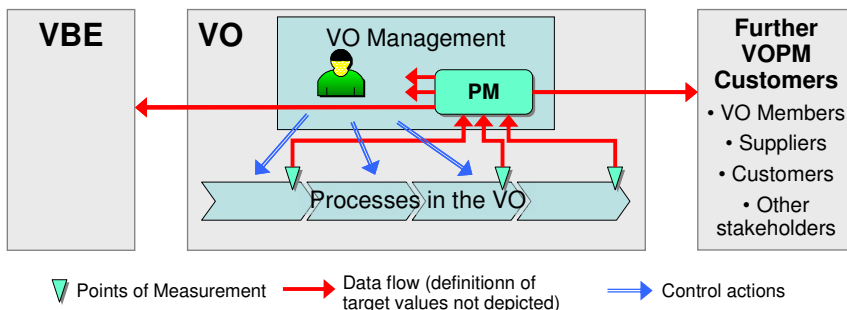 VBE
VO
VO Management
PM
Processes in the VO
Further
VOPM
Customers
• VO Members
• Suppliers
• Customers
• Other
stakeholders
Points of Measurement
Data flow (definitionn of
target values not depicted)
Control actions